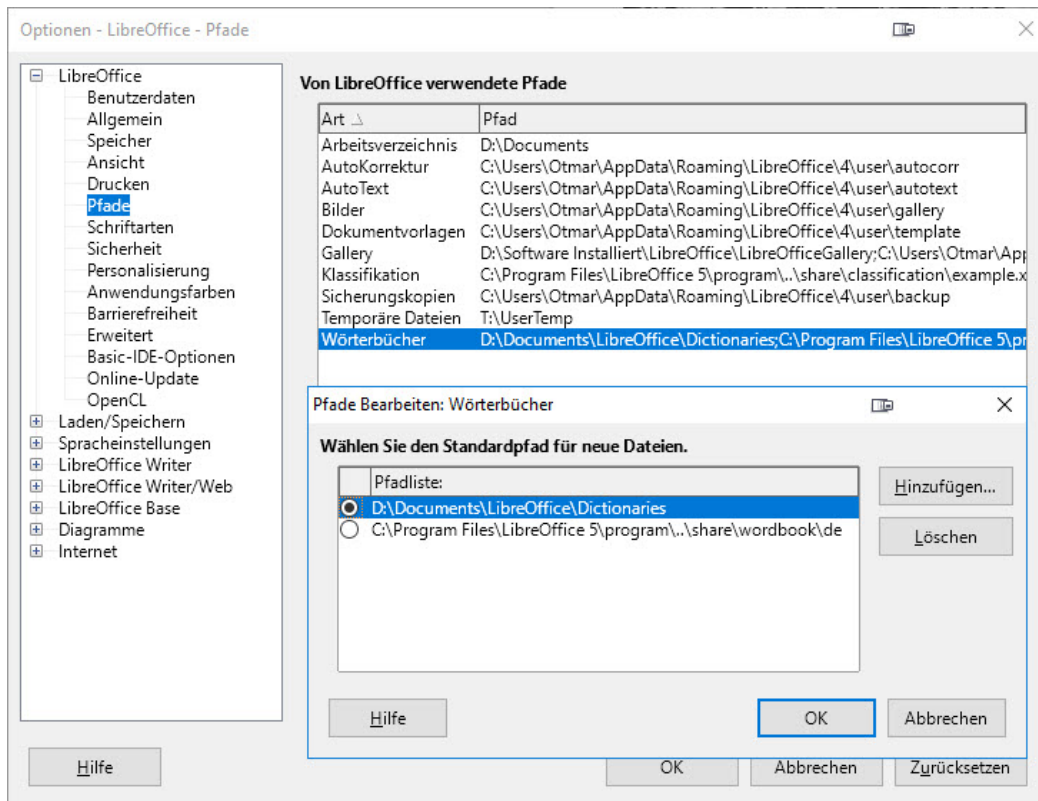 Optionen - LibreOffice - Pfade
LibreOffice
Benutzerdaten
Allgemein
Speicher
Ansicht
Drucken
Pfade
Schriftarten
Sicherheit
Personalisierung
Anwendungsfarben
Barrierefreiheit
Erweitert
Basic-IDE-Optionen
Online-Update
OpenCL
Laden/Speichern
Spracheinstellungen
LibreOffice Writer
LibreOffice Writer/Web
LibreOffice Base
Diagramme
Internet
Von LibreOffice verwendete Pfade
Art Pfad
Arbeitsverzeichnis D:\Documents
AutoKorrektur C:\Users\Otmar\AppData\Roaming\LibreOffice\4\user\autocorr
AutoText C:\Users\Otmar\AppData\Roaming\LibreOffice\4\user\autotext
Bilder C:\Users\Otmar\AppData\Roaming\LibreOffice\4\user\gallery
Dokumentvorlagen C:\Users\Otmar\AppData\Roaming\LibreOffice\4\user\template
Gallery D:\Software Installiert\LibreOffice\LibreOfficeGallery;C:\Users\Otmar\App
Klassifikation C:\Program Files\LibreOffice 5\program\..\share\classification\example.x
Sicherungskopien C:\Users\Otmar\AppData\Roaming\LibreOffice\4\user\backup
Temporäre Dateien T:\UserTemp
Wörterbücher D:\Documents\LibreOffice\Dictionaries;C:\Program Files\LibreOffice 5\pr
Pfade Bearbeiten: Wörterbücher
Wählen Sie den Standardpfad für neue Dateien.
Pfadliste:
D:\Documents\LibreOffice\Dictionaries
C:\Program Files\LibreOffice 5\program\..\share\wordbook\de
Hinzufügen...
Löschen
Hilfe OK Abbrechen
Hilfe OK Abbrechen Zurücksetzen